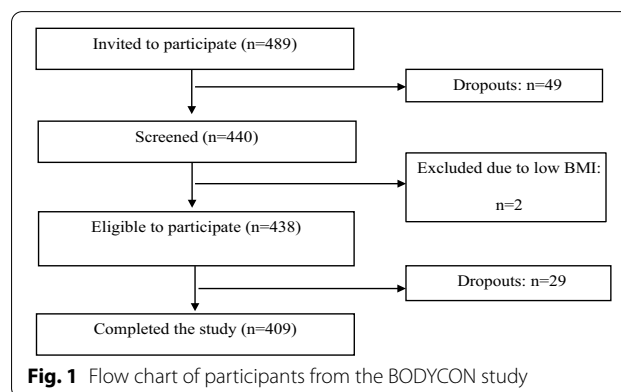 Invited to participate (n=489)
Dropouts: n=49
Screened (n=440)
Excluded due to low BMI:
n=2
Eligible to participate (n=438)
Dropouts: n=29
Completed the study (n=409)
Fig. 1 Flow chart of participants from the BODYCON study